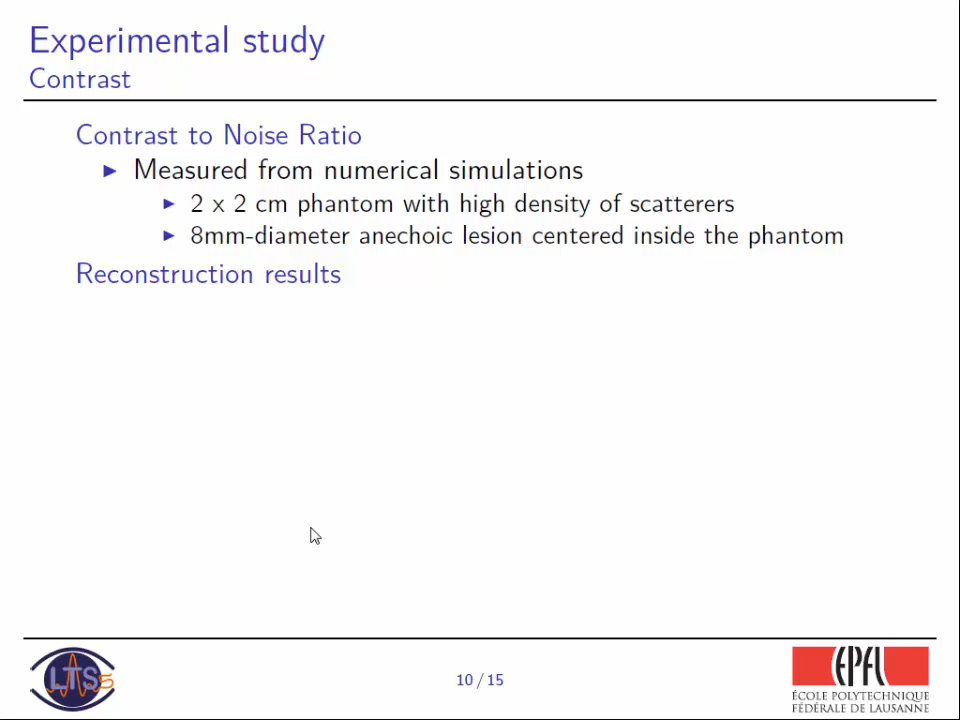 Experimental study
Contrast
Contrast to Noise Ratio
Measured from numerical simulations
2 x 2 cm phantom with high density of scatterers
8mm-diameter anechoic lesion centered inside the phantom
Reconstruction results
LTS5
10 / 15
EPFL
ÉCOLE POLYTECHNIQUE
FÉDÉRALE DE LAUSANNE